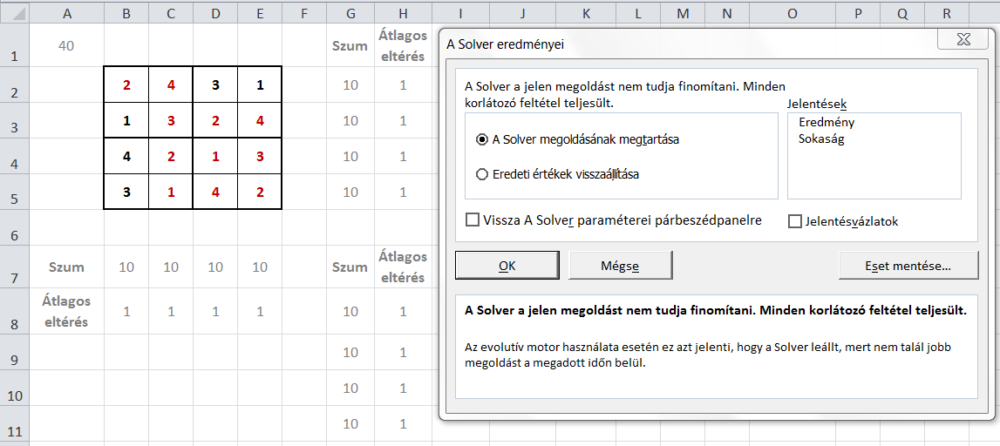 A B C D E F G H I J K L M N O P Q R
1 40 Szum Átlagos eltérés
2 2 4 3 1 10 1
3 1 3 2 4 10 1
4 4 2 1 3 10 1
5 3 1 4 2 10 1
6
7 Szum 10 10 10 10 Szum Átlagos eltérés
8 Átlagos eltérés 1 1 1 1 10 1
9 10 1
10 10 1
11 10 1
A Solver eredményei
A Solver a jelen megoldást nem tudja finomítani. Minden
korlátozó feltétel teljesült.
A Solver megoldásának megtartása
Eredeti értékek visszaállítása
Jelentések
Eredmény
Sokaság
Vissza A Solver paraméterei párbeszédpanelre
Jelentésvázlatok
OK
Mégse
Eset mentése...
A Solver a jelen megoldást nem tudja finomítani. Minden korlátozó feltétel teljesült.
Az evolutív motor használata esetén ez azt jelenti, hogy a Solver leállt, mert nem talál jobb
megoldást a megadott időn belül.